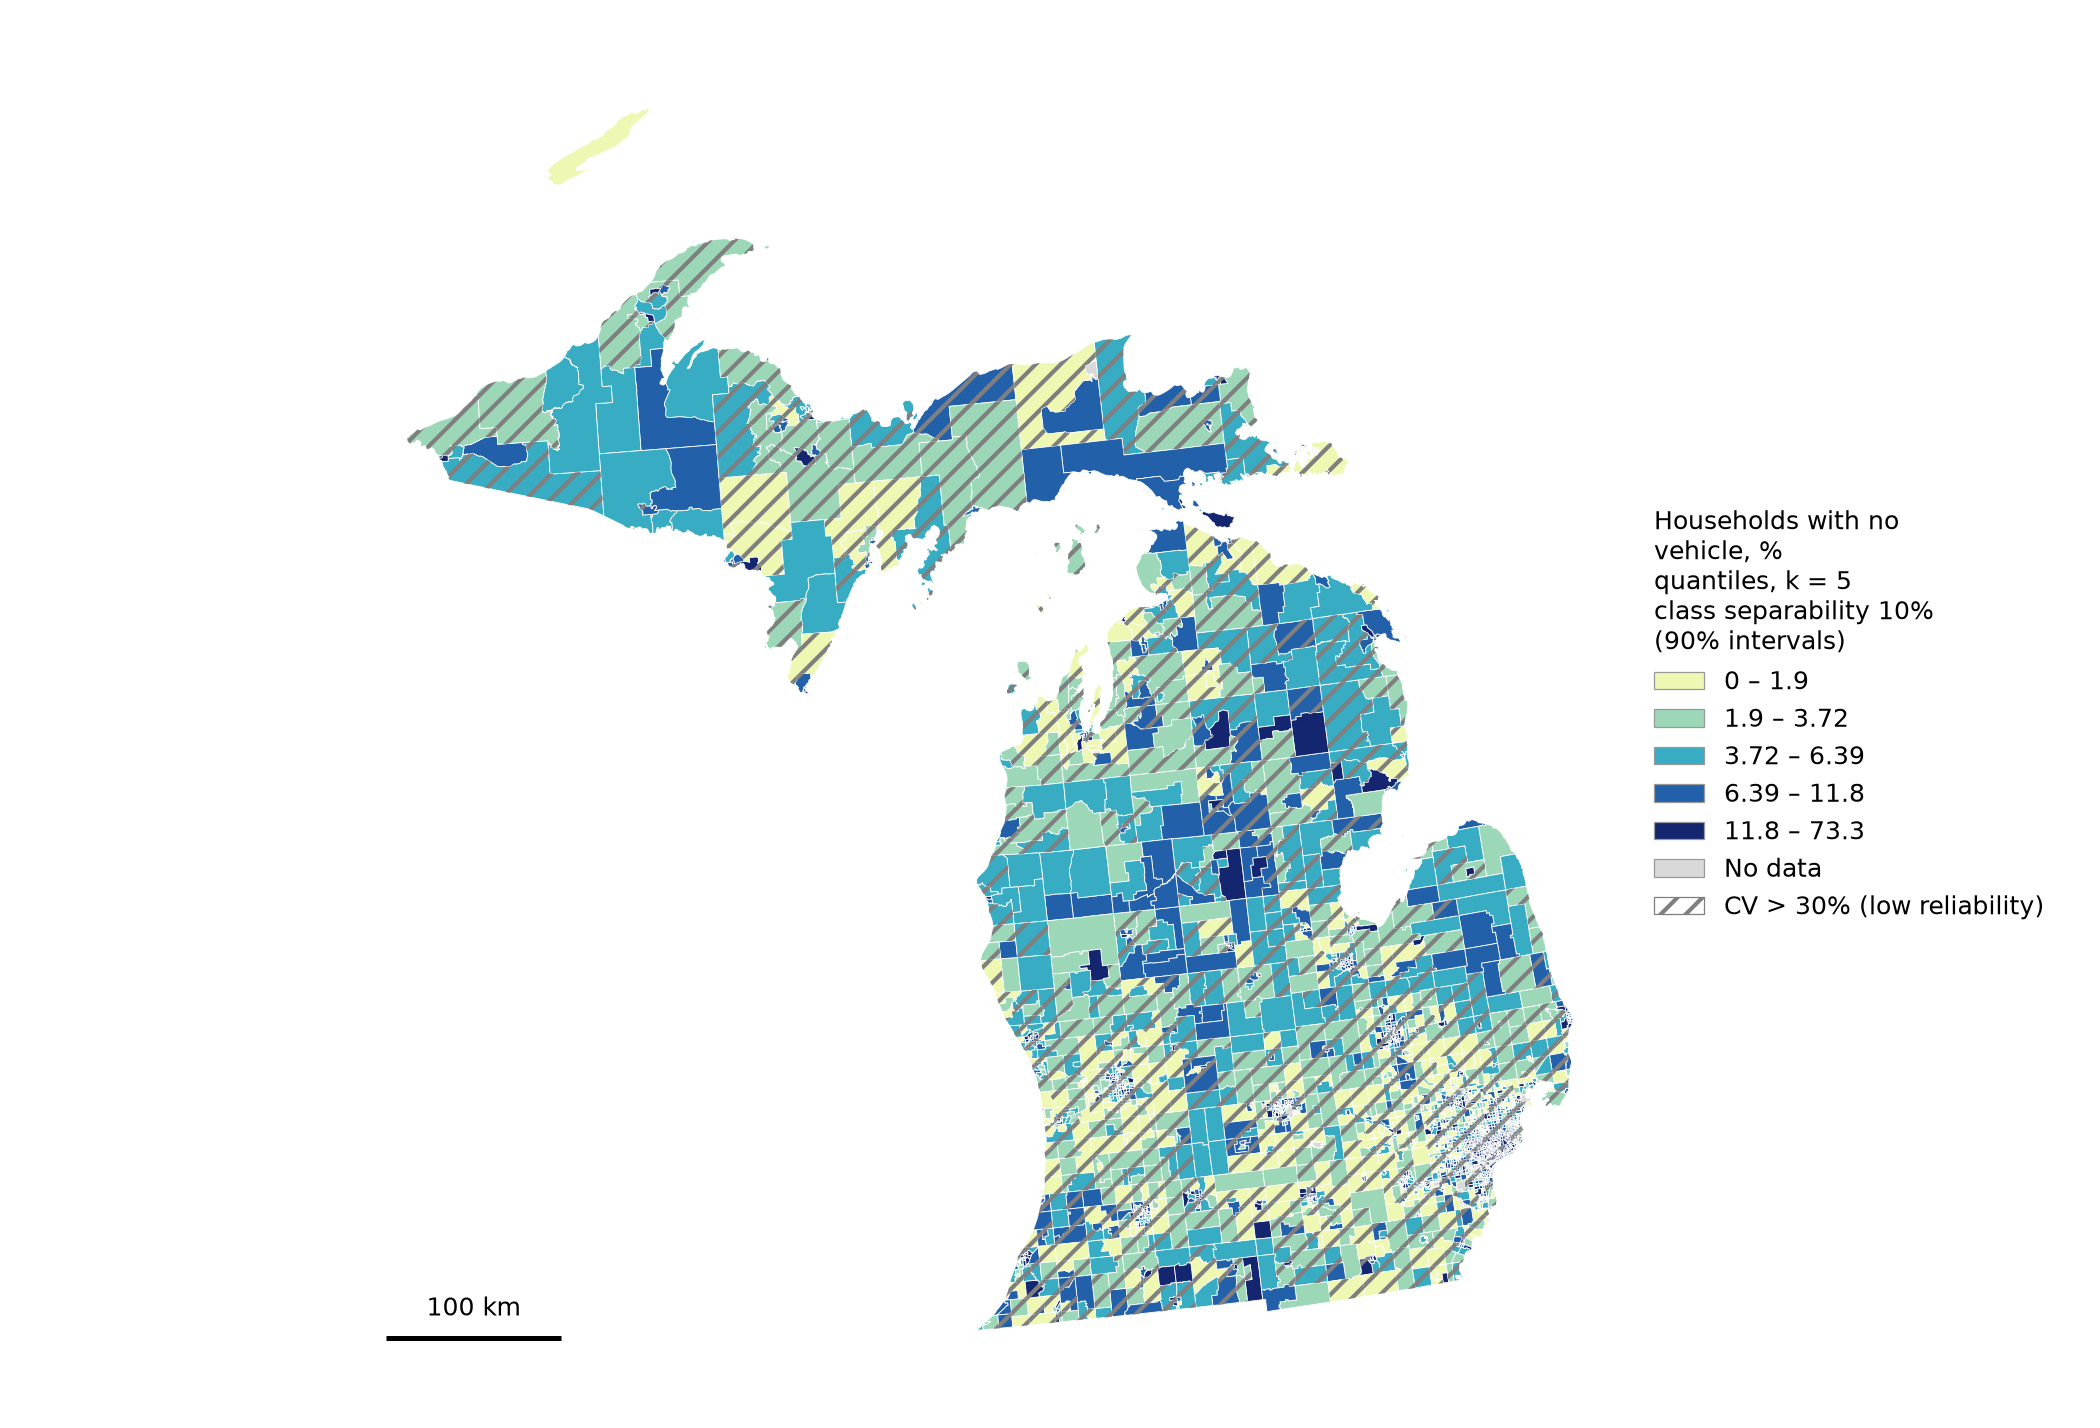 Households with no
vehicle, %
quantiles, k = 5
class separability 10%
(90% intervals)
0 – 1.9
1.9 – 3.72
3.72 – 6.39
6.39 – 11.8
11.8 – 73.3
No data
CV > 30% (low reliability)
100 km